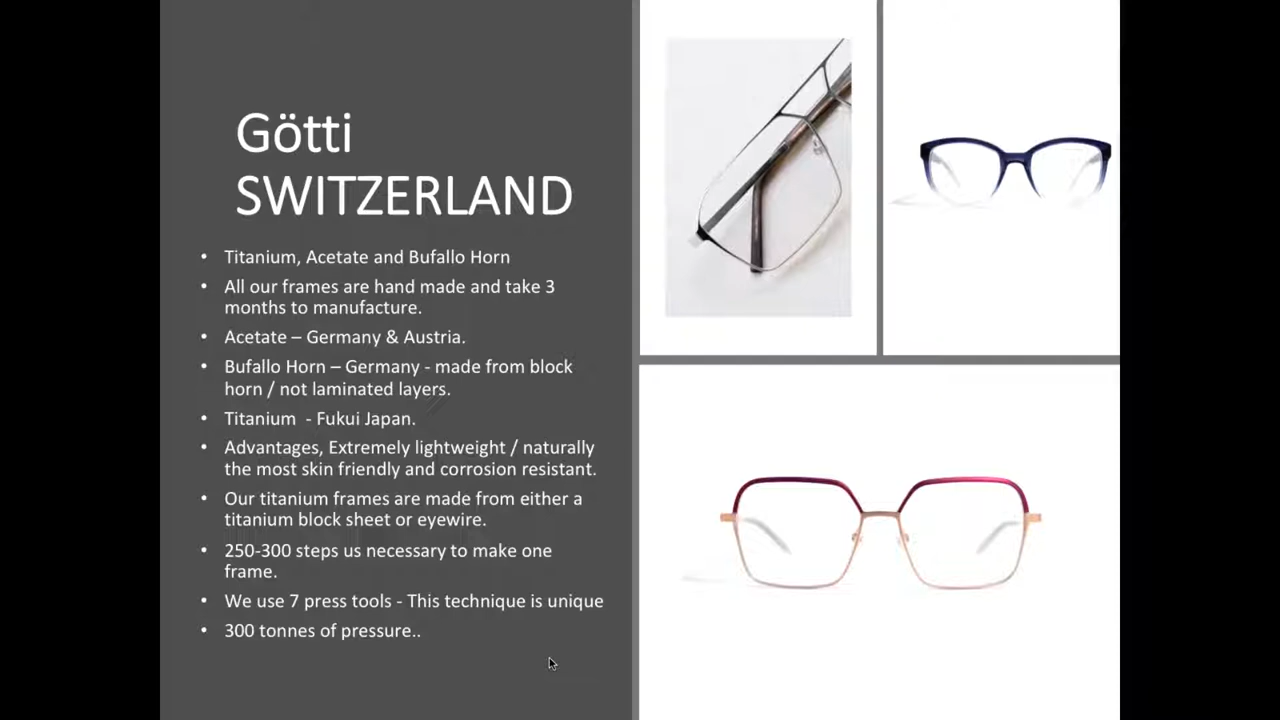 Götti
SWITZERLAND
• Titanium, Acetate and Bufallo Horn
• All our frames are hand made and take 3
months to manufacture.
• Acetate – Germany & Austria.
• Bufallo Horn – Germany - made from block
horn / not laminated layers.
• Titanium  - Fukui Japan.
• Advantages, Extremely lightweight / naturally
the most skin friendly and corrosion resistant.
• Our titanium frames are made from either a
titanium block sheet or eyewire.
• 250-300 steps us necessary to make one
frame.
• We use 7 press tools - This technique is unique
• 300 tonnes of pressure..